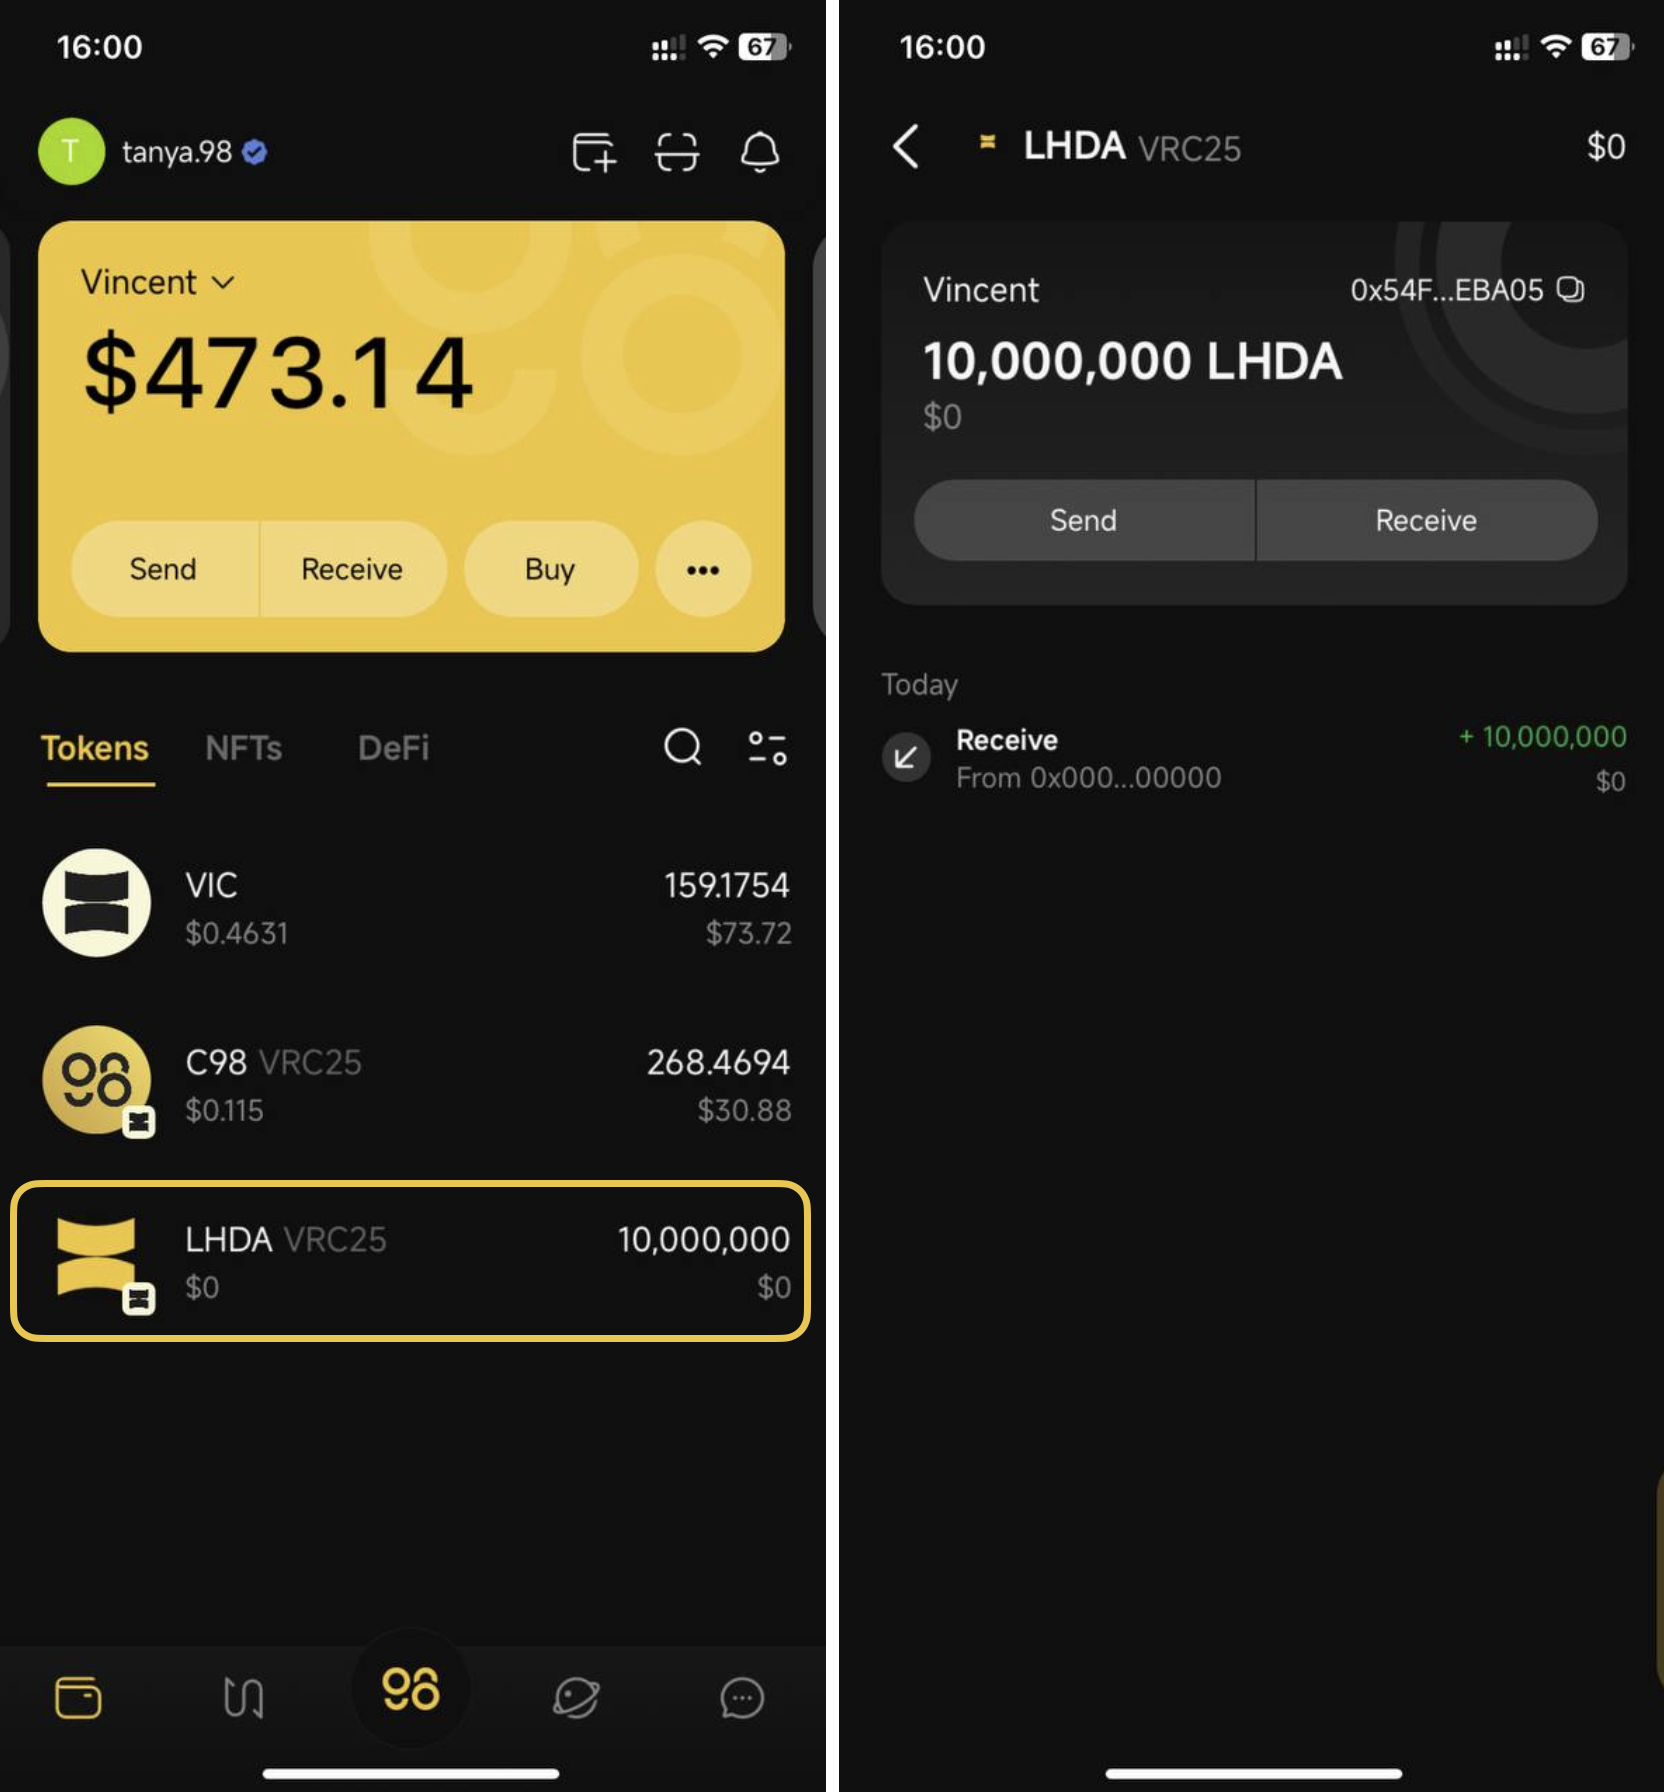 16:00
67
T
tanya.98
Vincent
$473.14
Send
Receive
Buy
Tokens
NFTs
DeFi
VIC
159.1754
$0.4631
$73.72
C98 VRC25
268.4694
$0.115
$30.88
LHDA VRC25
10,000,000
$0
$0
16:00
67
LHDA VRC25
$0
Vincent
0x54F...EBA05
10,000,000 LHDA
$0
Send
Receive
Today
Receive
+ 10,000,000
From 0x000...00000
$0